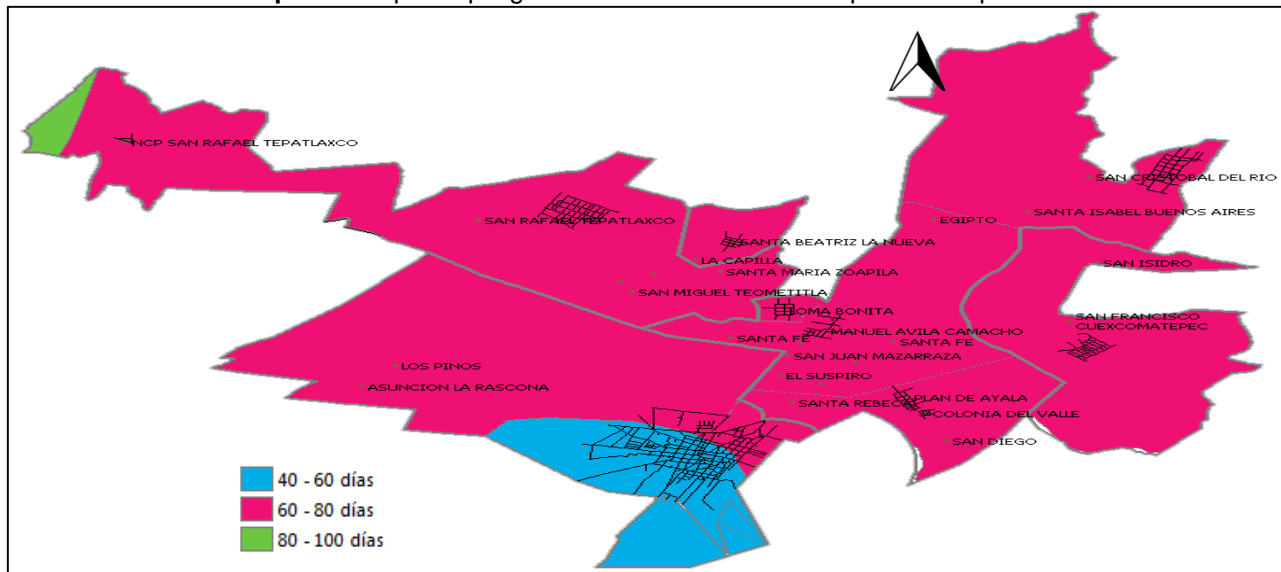 NCP SAN RAFAEL TEPATLAXCO
SAN CRISTOBAL DEL RIO
SAN RAFAEL TEPATLAXCO
EGIPTO
SANTA ISABEL BUENOS AIRES
SANTA BEATRIZ LA NUEVA
LA CAPILLA
SANTA MARIA ZOAPILA
SAN ISIDRO
SAN MIGUEL TEOMETITLA
LOMA BONITA
SAN FRANCISCO
CUEXCOMATEPEC
MANUEL AVILA CAMACHO
SANTA FE
SANTA FE
SAN JUAN MAZARRAZA
LOS PINOS
EL SUSPIRO
ASUNCION LA RASCONA
SANTA REBECA
PLAN DE AYALA
COLONIA DEL VALLE
SAN DIEGO
40 - 60 días
60 - 80 días
80 - 100 días